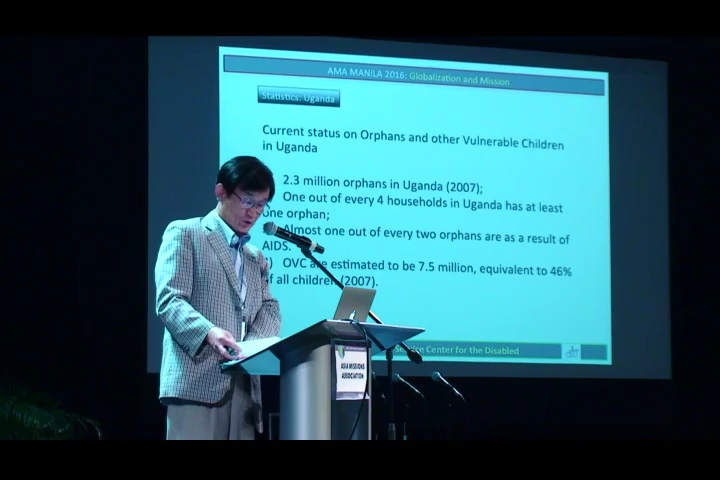 AMA MANILA 2016: Globalization and Mission
Statistics: Uganda
Current status on Orphans and other Vulnerable Children
in Uganda
2.3 million orphans in Uganda (2007);
One out of every 4 households in Uganda has at least
one orphan;
Almost one out of every two orphans are as a result of
AIDS.
OVC are estimated to be 7.5 million, equivalent to 46%
of all children (2007).
Service Center for the Disabled
ASIA MISSIONS
ASSOCIATION